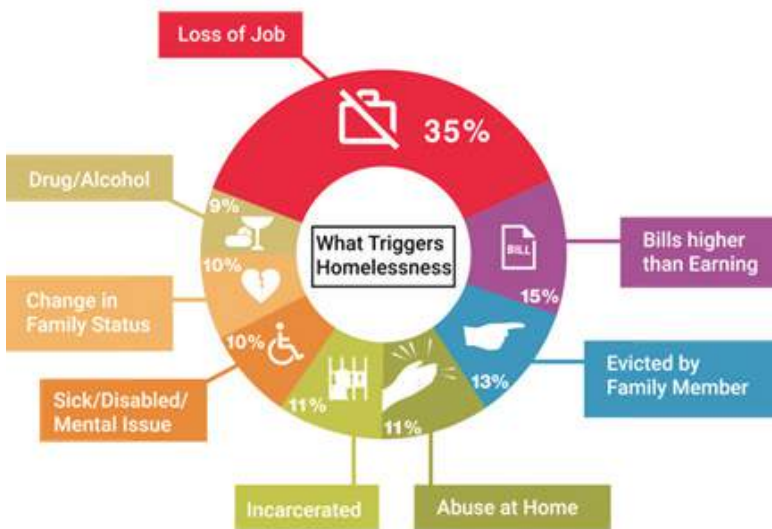 Loss of Job
35%
Drug/Alcohol
9%
What Triggers
Homelessness
BILL
Bills higher
than Earning
15%
10%
Change in
Family Status
10%
Sick/Disabled/
Mental Issue
13%
Evicted by
Family Member
11%
11%
Incarcerated
Abuse at Home